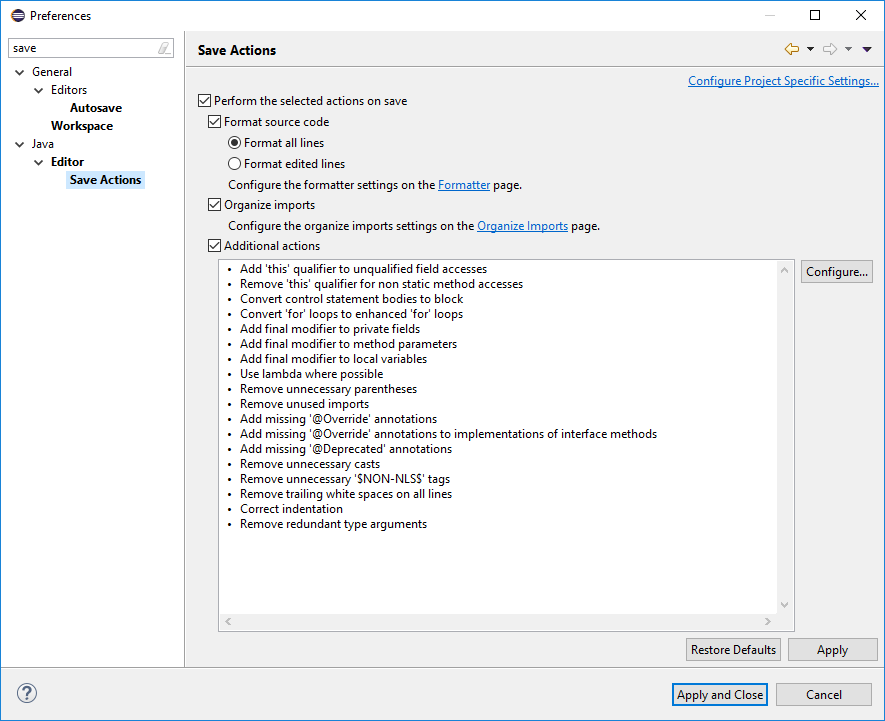 Preferences
save
General
Editors
Autosave
Workspace
Java
Editor
Save Actions
Save Actions
Configure Project Specific Settings...
Perform the selected actions on save
Format source code
Format all lines
Format edited lines
Configure the formatter settings on the Formatter page.
Organize imports
Configure the organize imports settings on the Organize Imports page.
Additional actions
• Add 'this' qualifier to unqualified field accesses
• Remove 'this' qualifier for non static method accesses
• Convert control statement bodies to block
• Convert 'for' loops to enhanced 'for' loops
• Add final modifier to private fields
• Add final modifier to method parameters
• Add final modifier to local variables
• Use lambda where possible
• Remove unnecessary parentheses
• Remove unused imports
• Add missing '@Override' annotations
• Add missing '@Override' annotations to implementations of interface methods
• Add missing '@Deprecated' annotations
• Remove unnecessary casts
• Remove unnecessary '$NON-NLS$' tags
• Remove trailing white spaces on all lines
• Correct indentation
• Remove redundant type arguments
Configure...
Restore Defaults
Apply
?
Apply and Close
Cancel